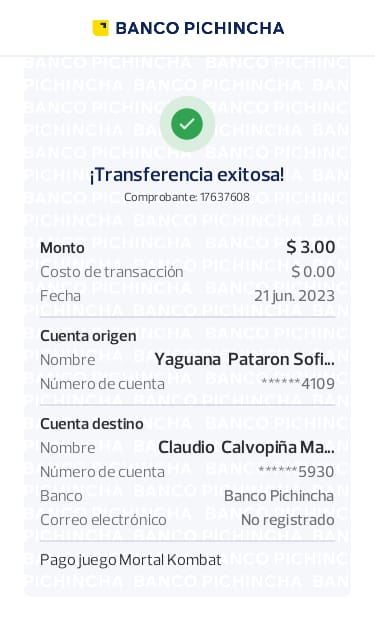 BANCO PICHINCHA
¡Transferencia exitosa!
Comprobante: 17637608
Monto $ 3.00
Costo de transacción $ 0.00
Fecha 21 jun. 2023
Cuenta origen
Nombre Yaguana Pataron Sofi...
Número de cuenta ******4109
Cuenta destino
Nombre Claudio Calvopiña Ma...
Número de cuenta ******5930
Banco Banco Pichincha
Correo electrónico No registrado
Pago juego Mortal Kombat